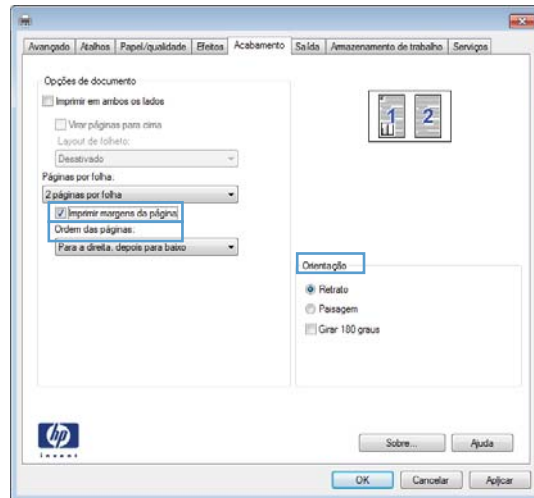 Avançado Atalhos Papel/qualidade Efeitos Acabamento Saída Armazenamento de trabalho Serviços
Opções de documento
Imprimir em ambos os lados
Virar páginas para cima
Layout de folheto:
Desativado
Páginas por folha:
2 páginas por folha
Imprimir margens da página
Ordem das páginas:
Para a direita, depois para baixo
1 2
Orientação
Retrato
Paisagem
Girar 180 graus
hp
invent
Sobre... Ajuda
OK Cancelar Aplicar